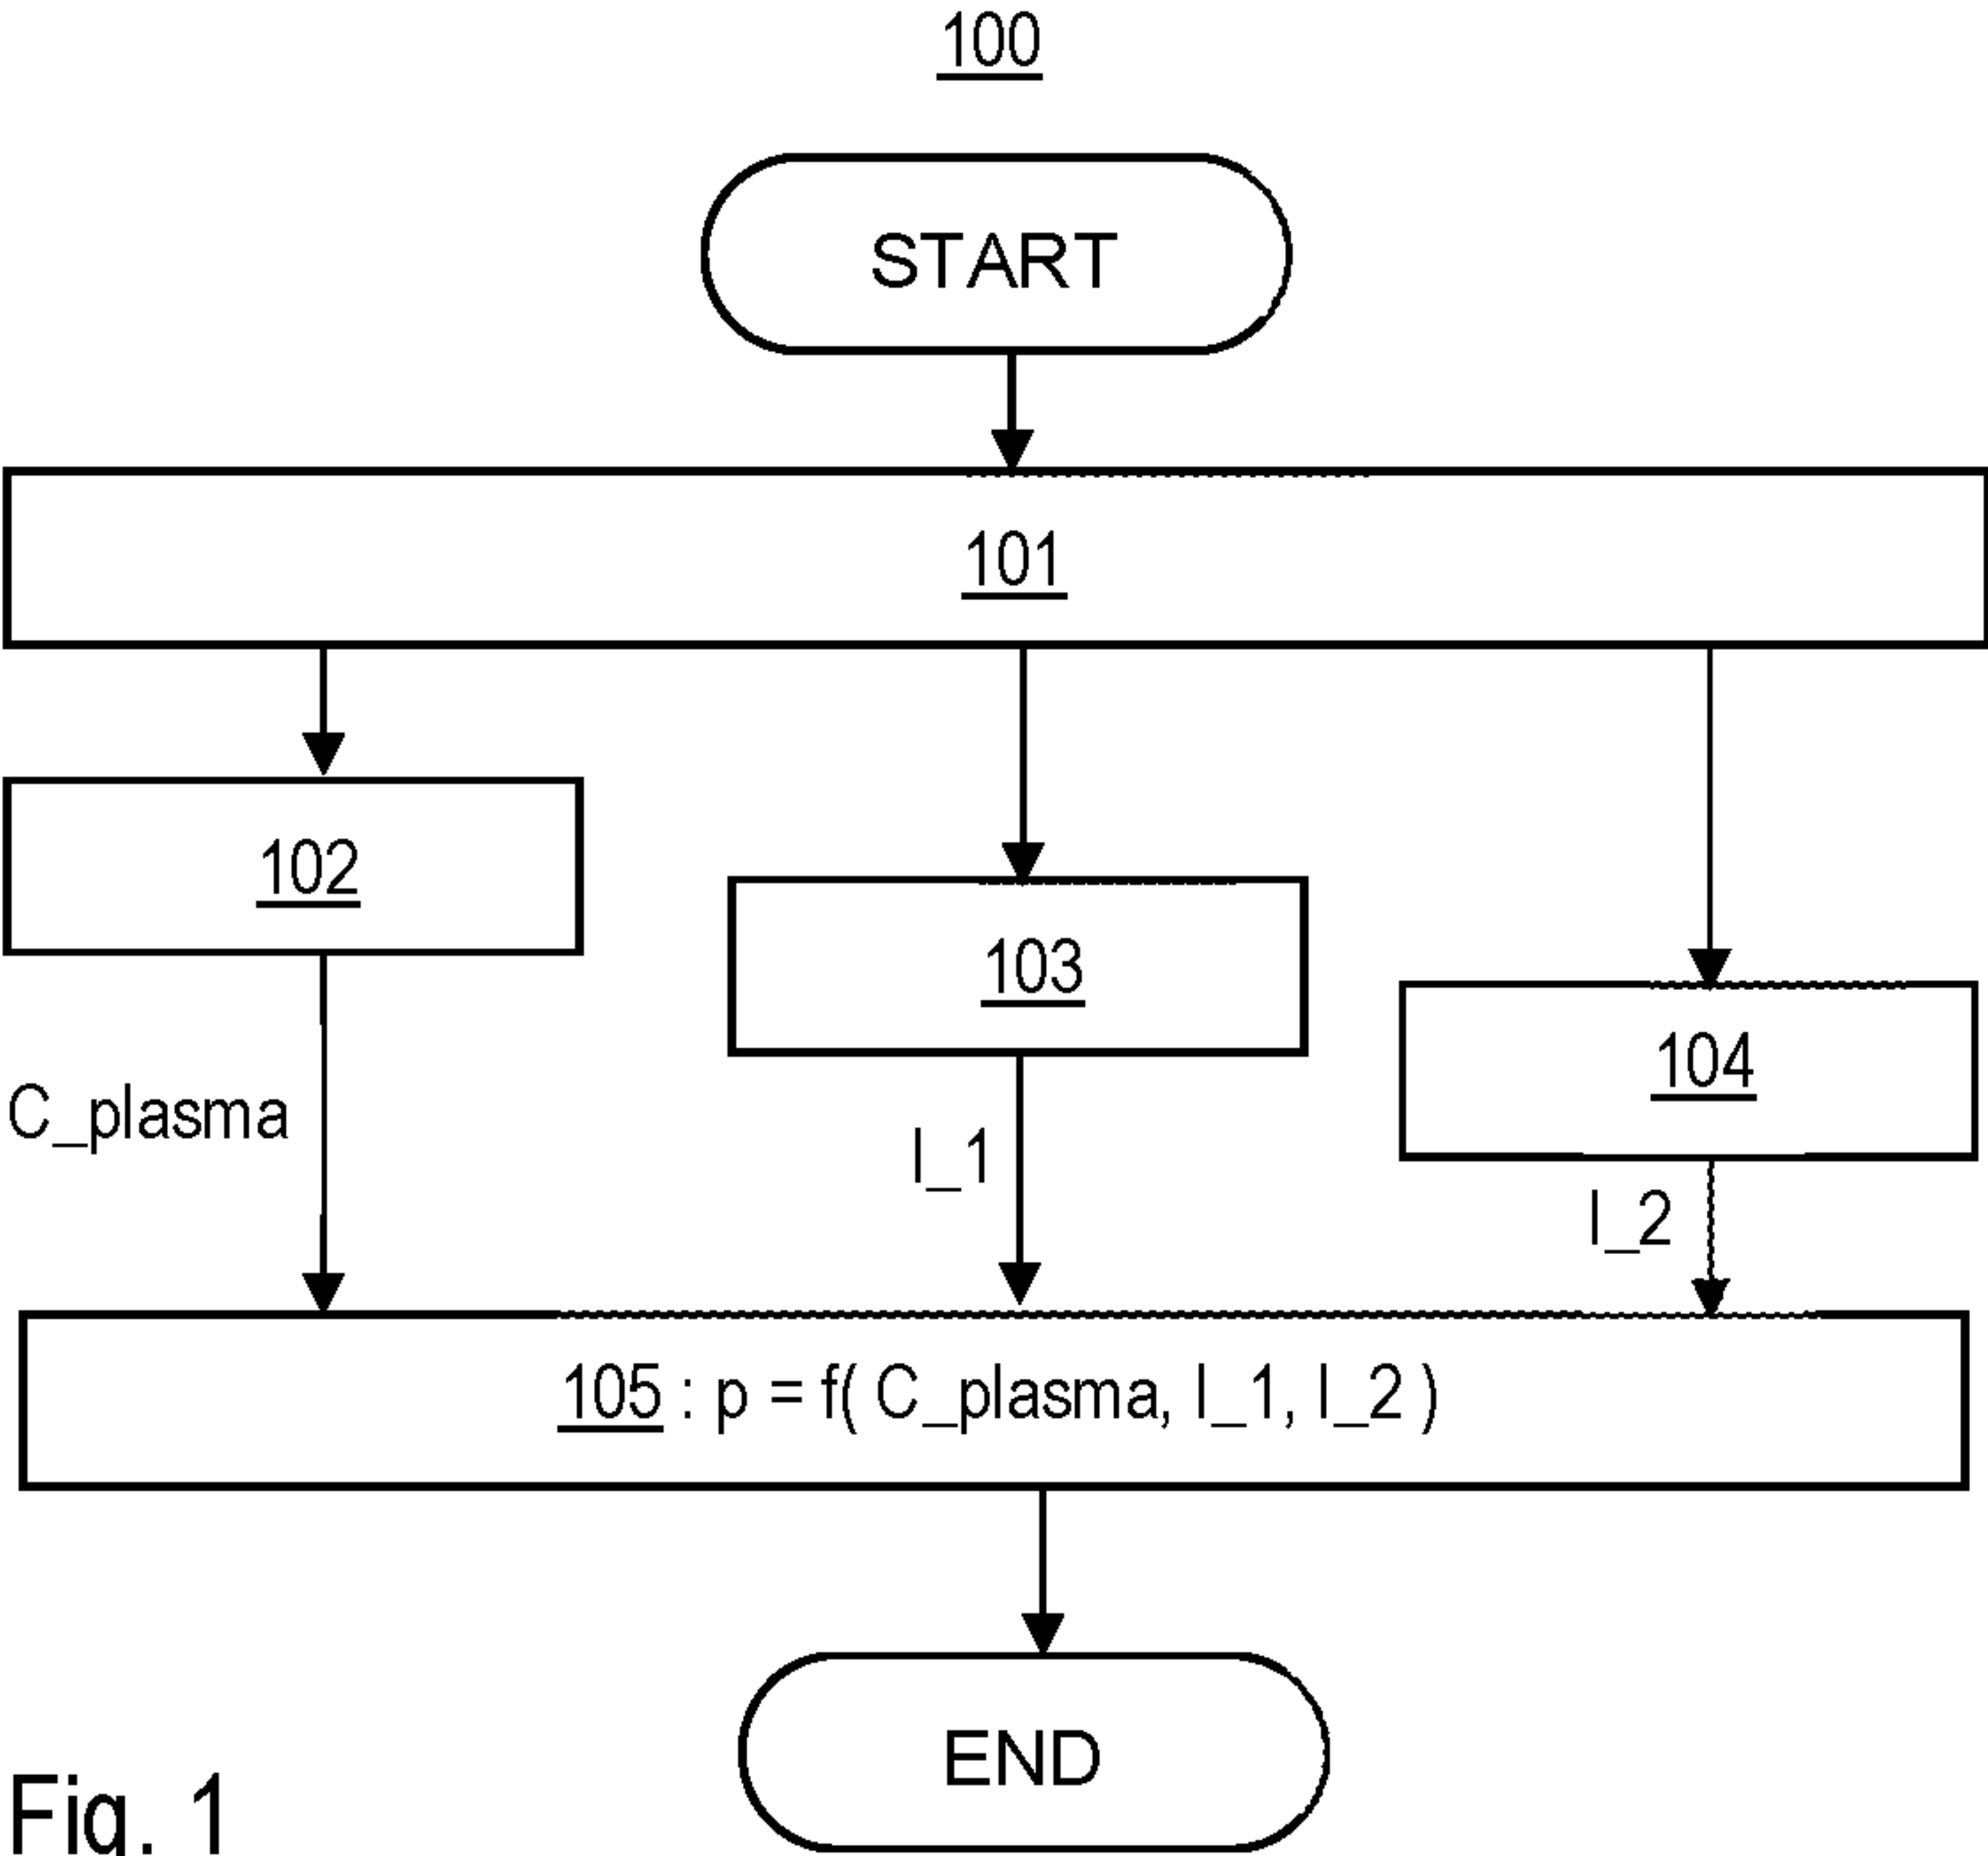 100
START
101
102
103
104
C_plasma
I_1
I_2
105 : p = f( C_plasma, I_1, I_2 )
END
Fig. 1